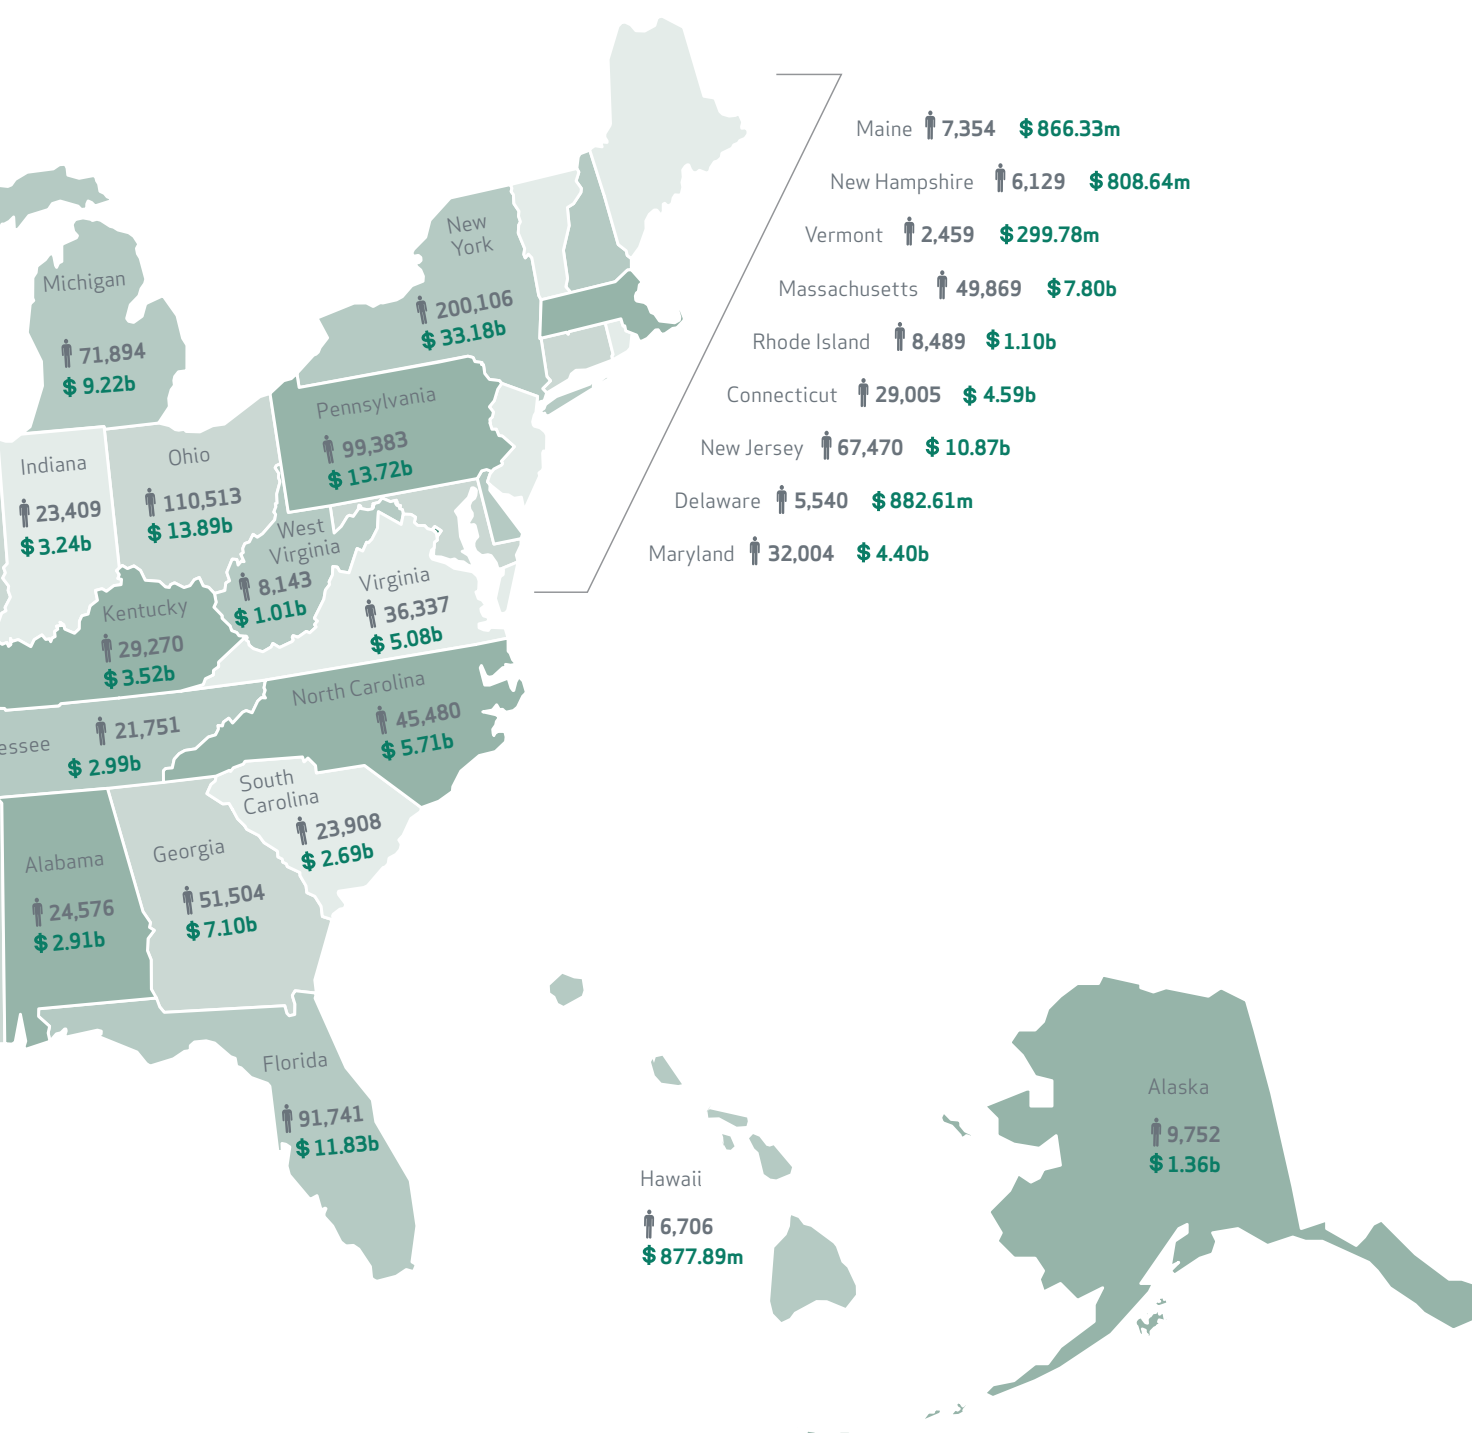 Maine 7,354 $ 866.33m
New Hampshire 6,129 $ 808.64m
Vermont 2,459 $ 299.78m
Massachusetts 49,869 $ 7.80b
Rhode Island 8,489 $ 1.10b
Connecticut 29,005 $ 4.59b
New Jersey 67,470 $ 10.87b
Delaware 5,540 $ 882.61m
Maryland 32,004 $ 4.40b
New
York
200,106
$ 33.18b
Michigan
71,894
$ 9.22b
Pennsylvania
99,383
$ 13.72b
Indiana
23,409
$ 3.24b
Ohio
110,513
$ 13.89b
West
Virginia
8,143
$ 1.01b
Virginia
36,337
$ 5.08b
Kentucky
29,270
$ 3.52b
North Carolina
45,480
$ 5.71b
essee
21,751
$ 2.99b
South
Carolina
23,908
$ 2.69b
Alabama
24,576
$ 2.91b
Georgia
51,504
$ 7.10b
Florida
91,741
$ 11.83b
Hawaii
6,706
$ 877.89m
Alaska
9,752
$ 1.36b